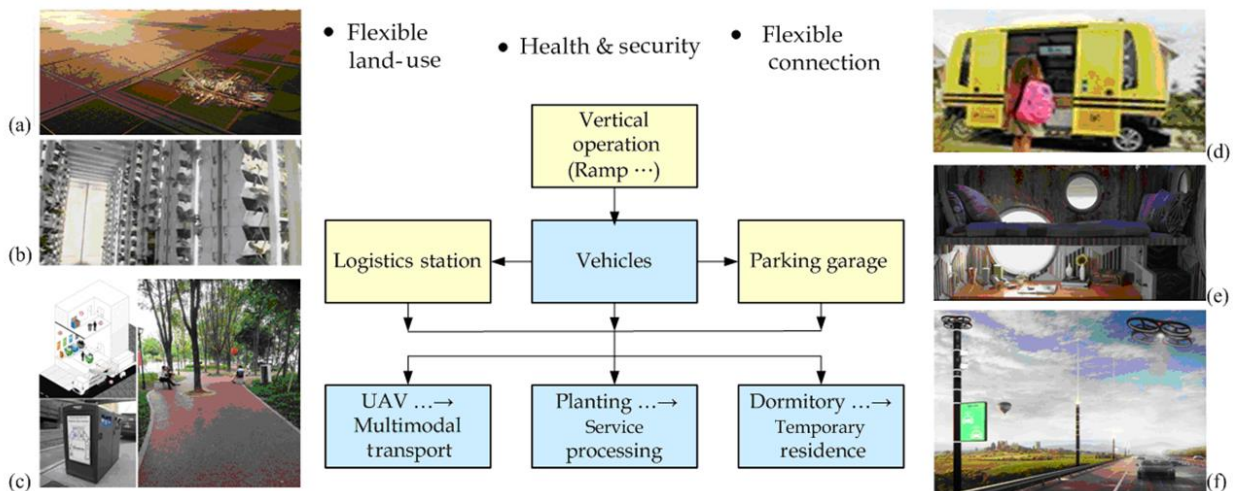 • Flexible
land-use
• Health & security
• Flexible
connection
(a)
(b)
(c)
Vertical
operation
(Ramp ⋯)
Logistics station
Vehicles
Parking garage
UAV …→
Multimodal
transport
Planting …→
Service
processing
Dormitory …→
Temporary
residence
(d)
(e)
(f)